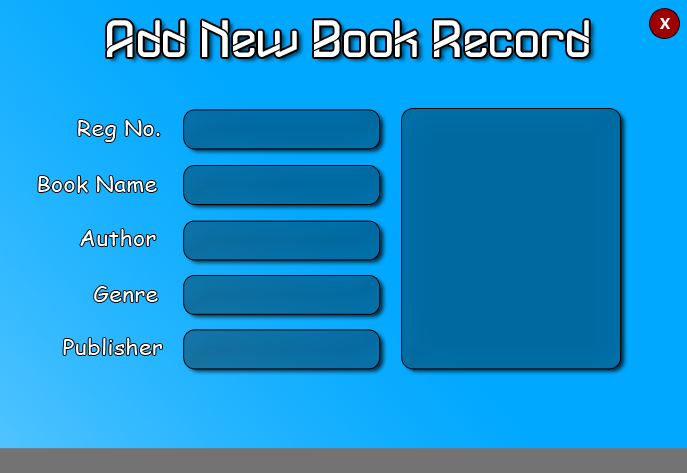 Add New Book Record
X
Reg No.
Book Name
Author
Genre
Publisher